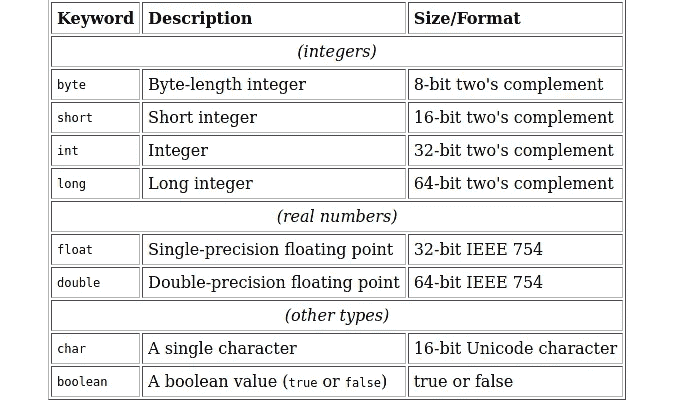 Keyword Description Size/Format
(integers)
byte Byte-length integer 8-bit two's complement
short Short integer 16-bit two's complement
int Integer 32-bit two's complement
long Long integer 64-bit two's complement
(real numbers)
float Single-precision floating point 32-bit IEEE 754
double Double-precision floating point 64-bit IEEE 754
(other types)
char A single character 16-bit Unicode character
boolean A boolean value (true or false) true or false